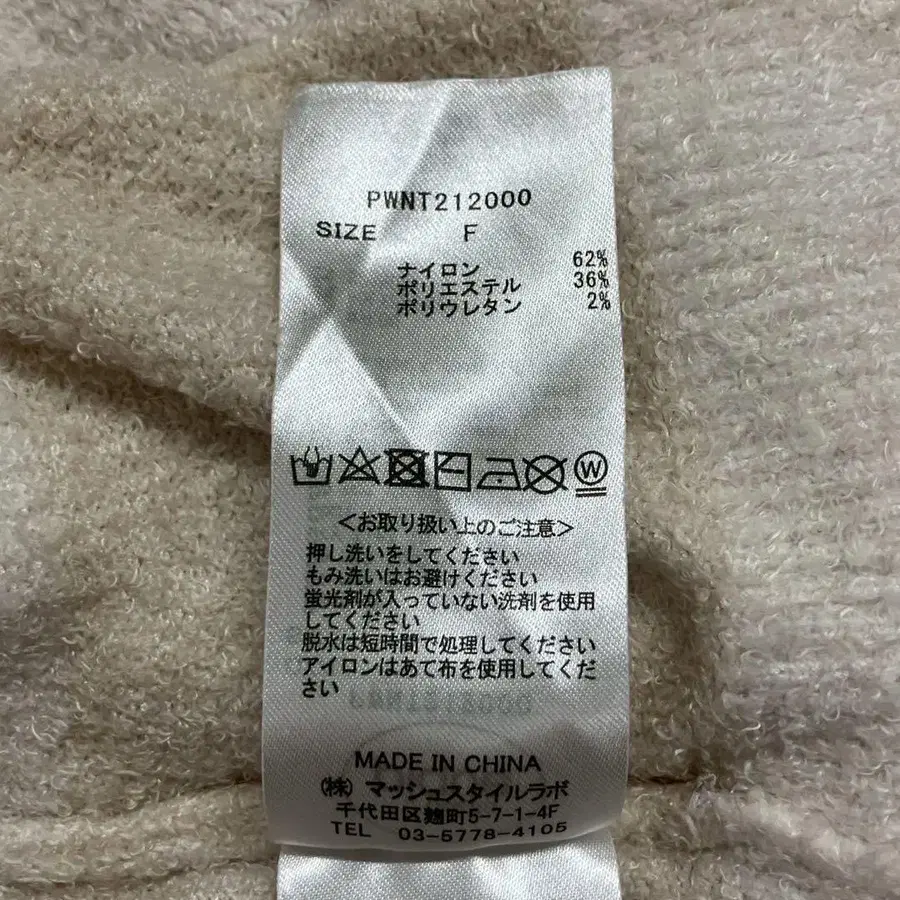 PWNT212000
SIZE F
ナイロン 62%
ポリエステル 36%
ポリウレタン 2%
W
<お取り扱い上のご注意>
押し洗いをしてください
もみ洗いはお避けください
蛍光剤が入っていない洗剤を使用
してください
脱水は短時間で処理してください
アイロンはあて布を使用してくだ
さい
MADE IN CHINA
(株) マッシュスタイルラボ
千代田区麹町5-7-1-4F
TEL 03-5778-4105